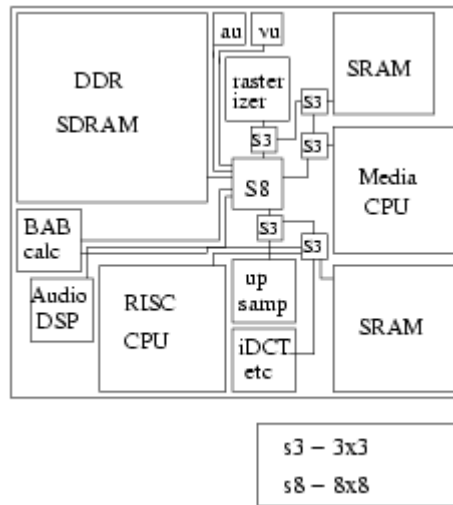 au
vu
DDR
SDRAM
raster
izer
SRAM
s3
s3
s3
S8
Media
CPU
BAB
calc
s3
s3
Audio
DSP
RISC
CPU
up
samp
SRAM
iDCT
etc
s3 – 3x3
s8 – 8x8